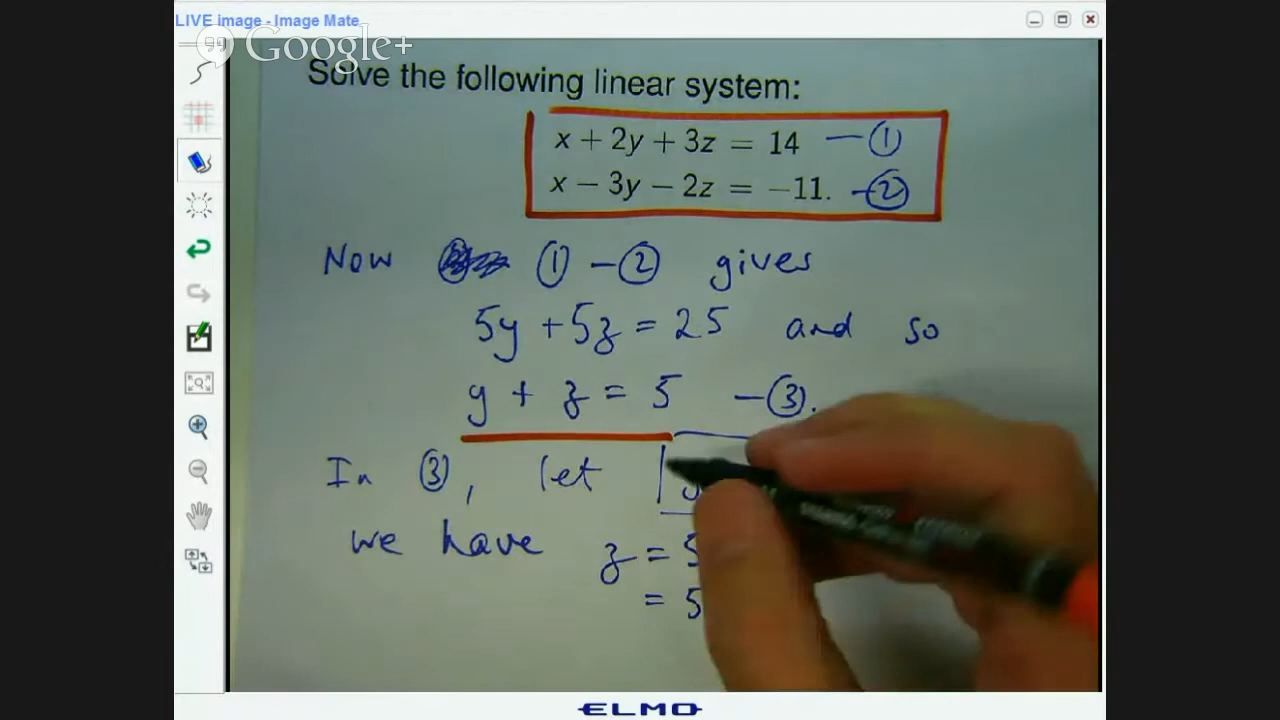 LIVE image - Image Mate
Google+
Solve the following linear system:
x + 2y + 3z = 14 — ①
x − 3y − 2z = −11. — ②
Now ① − ② gives
5y + 5z = 25 and so
y + z = 5 — ③.
In ③, let
we have z = 5
= 5
ELMO